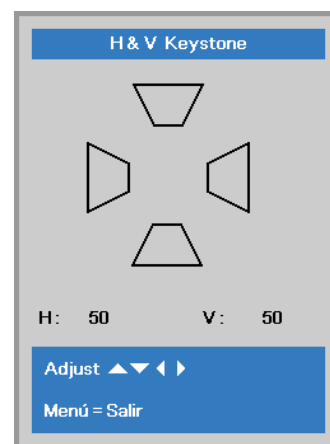 H & V Keystone
H: 50 V: 50
Adjust ▲▼◀▶
Menú = Salir